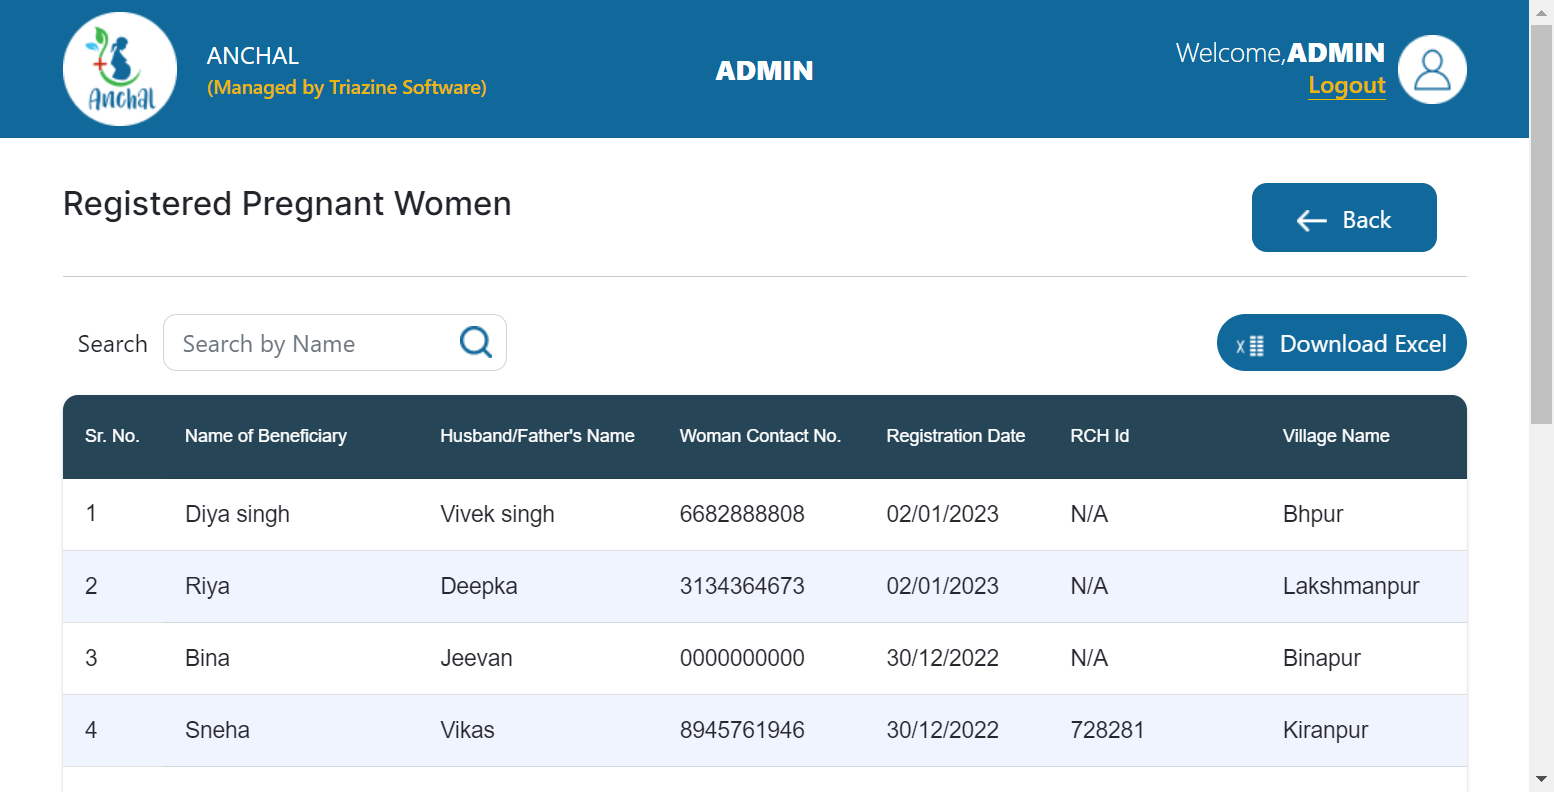 Anchal
ANCHAL
(Managed by Triazine Software)
ADMIN
Welcome,ADMIN
Logout
Registered Pregnant Women
Back
Search
Search by Name
X
Download Excel
Sr. No. Name of Beneficiary Husband/Father's Name Woman Contact No. Registration Date RCH Id Village Name
1 Diya singh Vivek singh 6682888808 02/01/2023 N/A Bhpur
2 Riya Deepka 3134364673 02/01/2023 N/A Lakshmanpur
3 Bina Jeevan 0000000000 30/12/2022 N/A Binapur
4 Sneha Vikas 8945761946 30/12/2022 728281 Kiranpur